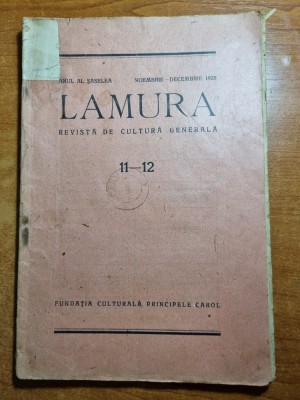 ANUL AL ŞASELEA NOEMBRIE - DECEMBRIE 1925
LAMURA
REVISTĂ DE CULTURĂ GENERALĂ
11—12
FUNDAŢIA CULTURALĂ PRINCIPELE CAROL